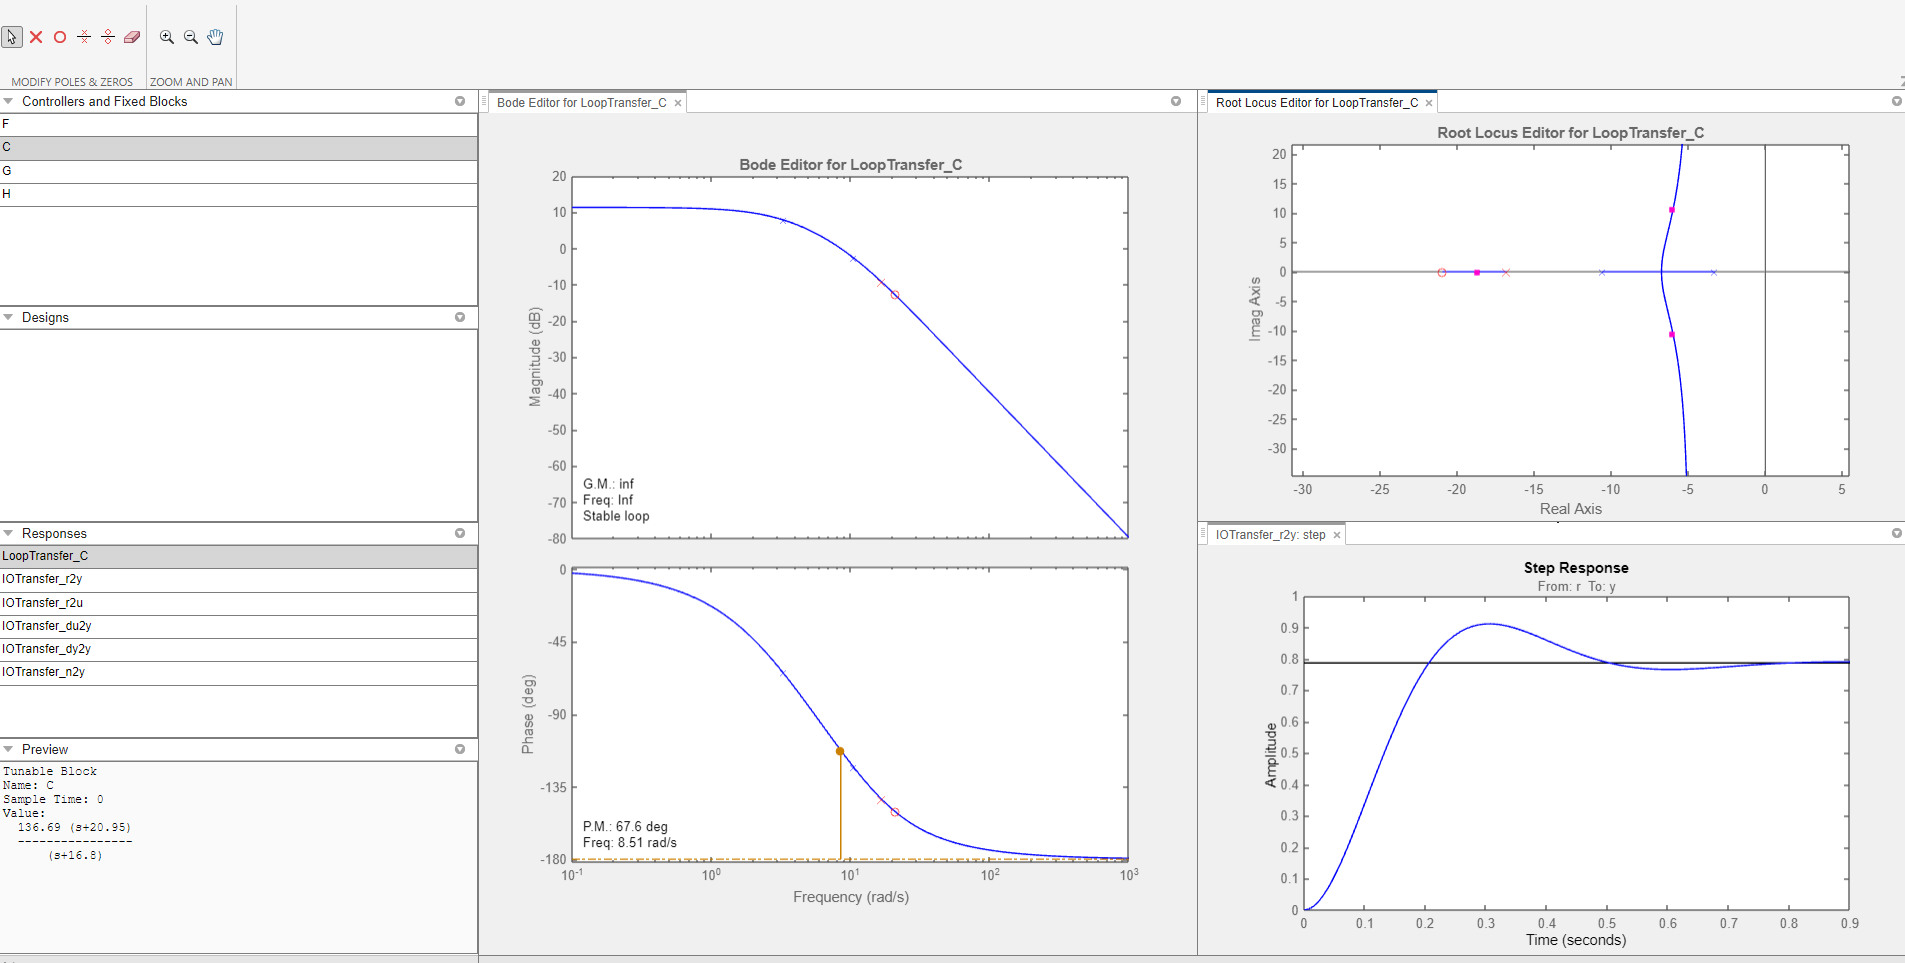 MODIFY POLES & ZEROS
ZOOM AND PAN
Controllers and Fixed Blocks
F
C
G
H
Designs
Responses
LoopTransfer_C
IOTransfer_r2y
IOTransfer_r2u
IOTransfer_du2y
IOTransfer_dy2y
IOTransfer_n2y
Preview
Tunable Block
Name: C
Sample Time: 0
Value:
136.69 (s+20.95)
----------------
(s+16.8)
Bode Editor for LoopTransfer_C ×
Bode Editor for LoopTransfer_C
Magnitude (dB)
20
10
0
-10
-20
-30
-40
-50
-60
-70
-80
G.M.: inf
Freq: Inf
Stable loop
Phase (deg)
0
-45
-90
-135
-180
P.M.: 67.6 deg
Freq: 8.51 rad/s
10^-1 10^0 10^1 10^2 10^3
Frequency (rad/s)
Root Locus Editor for LoopTransfer_C ×
Root Locus Editor for LoopTransfer_C
Imag Axis
20
15
10
5
0
-5
-10
-15
-20
-25
-30
-30 -25 -20 -15 -10 -5 0 5
Real Axis
IOTransfer_r2y: step ×
Step Response
From: r To: y
Amplitude
1
0.9
0.8
0.7
0.6
0.5
0.4
0.3
0.2
0.1
0
0 0.1 0.2 0.3 0.4 0.5 0.6 0.7 0.8 0.9
Time (seconds)